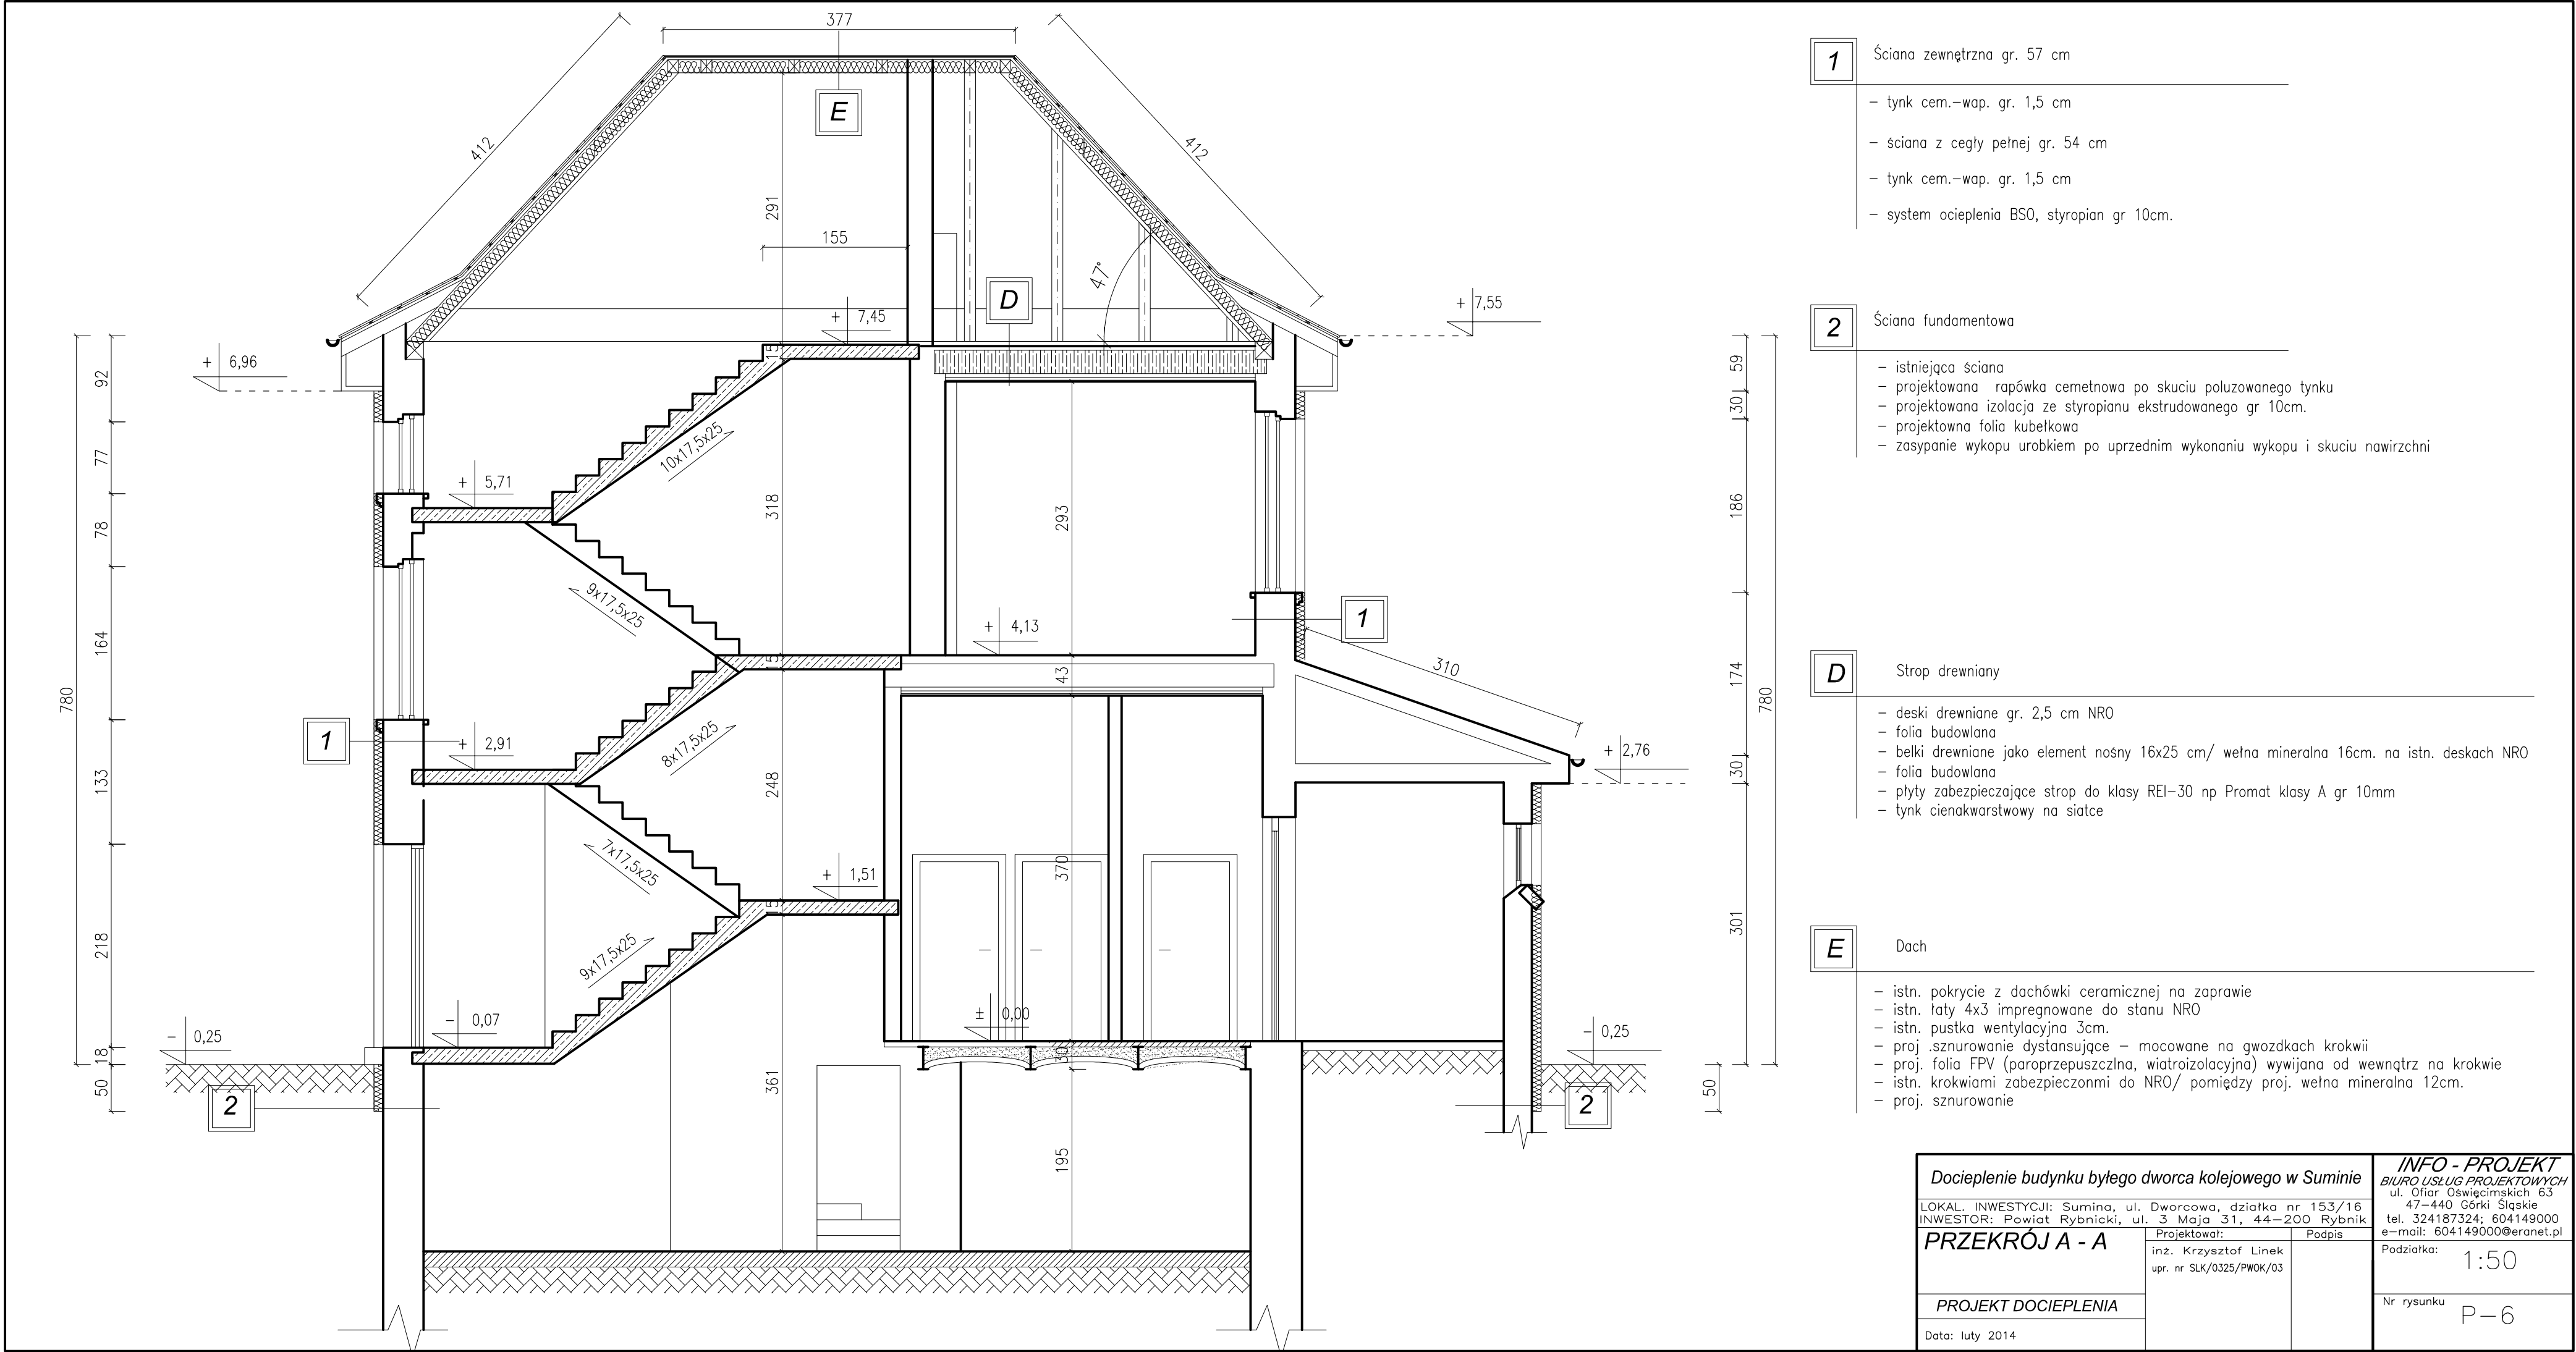 377
412
412
E
291
155
47°
D
+ 7,45
+ 7,55
+ 6,96
92
77
78
164
133
218
18
50
780
10x17,5x25
+ 5,71
318
15
293
9x17,5x25
+ 4,13
1
15
43
310
1
+ 2,91
8x17,5x25
248
+ 2,76
7x17,5x25
+ 1,51
15
370
9x17,5x25
- 0,07
± 0,00
- 0,25
- 0,25
30
361
195
2
2
59
30
186
174
30
301
780
50
1 Ściana zewnętrzna gr. 57 cm
- tynk cem.-wap. gr. 1,5 cm
- ściana z cegły pełnej gr. 54 cm
- tynk cem.-wap. gr. 1,5 cm
- system ocieplenia BSO, styropian gr 10cm.
2 Ściana fundamentowa
- istniejąca ściana
- projektowana rapówka cemetnowa po skuciu poluzowanego tynku
- projektowana izolacja ze styropianu ekstrudowanego gr 10cm.
- projektowna folia kubełkowa
- zasypanie wykopu urobkiem po uprzednim wykonaniu wykopu i skuciu nawirzchni
D Strop drewniany
- deski drewniane gr. 2,5 cm NRO
- folia budowlana
- belki drewniane jako element nośny 16x25 cm/ wełna mineralna 16cm. na istn. deskach NRO
- folia budowlana
- płyty zabezpieczające strop do klasy REI-30 np Promat klasy A gr 10mm
- tynk cienakwarstwowy na siatce
E Dach
- istn. pokrycie z dachówki ceramicznej na zaprawie
- istn. łaty 4x3 impregnowane do stanu NRO
- istn. pustka wentylacyjna 3cm.
- proj .sznurowanie dystansujące - mocowane na gwozdkach krokwii
- proj. folia FPV (paroprzepuszczlna, wiatroizolacyjna) wywijana od wewnątrz na krokwie
- istn. krokwiami zabezpieczonmi do NRO/ pomiędzy proj. wełna mineralna 12cm.
- proj. sznurowanie
Docieplenie budynku byłego dworca kolejowego w Suminie
LOKAL. INWESTYCJI: Sumina, ul. Dworcowa, działka nr 153/16
INWESTOR: Powiat Rybnicki, ul. 3 Maja 31, 44-200 Rybnik
PRZEKRÓJ A - A
Projektował: Podpis
inż. Krzysztof Linek
upr. nr SLK/0325/PWOK/03
PROJEKT DOCIEPLENIA
Data: luty 2014
INFO - PROJEKT
BIURO USŁUG PROJEKTOWYCH
ul. Ofiar Oświęcimskich 63
47-440 Górki Śląskie
tel. 324187324; 604149000
e-mail: 604149000@eranet.pl
Podziałka: 1:50
Nr rysunku P-6